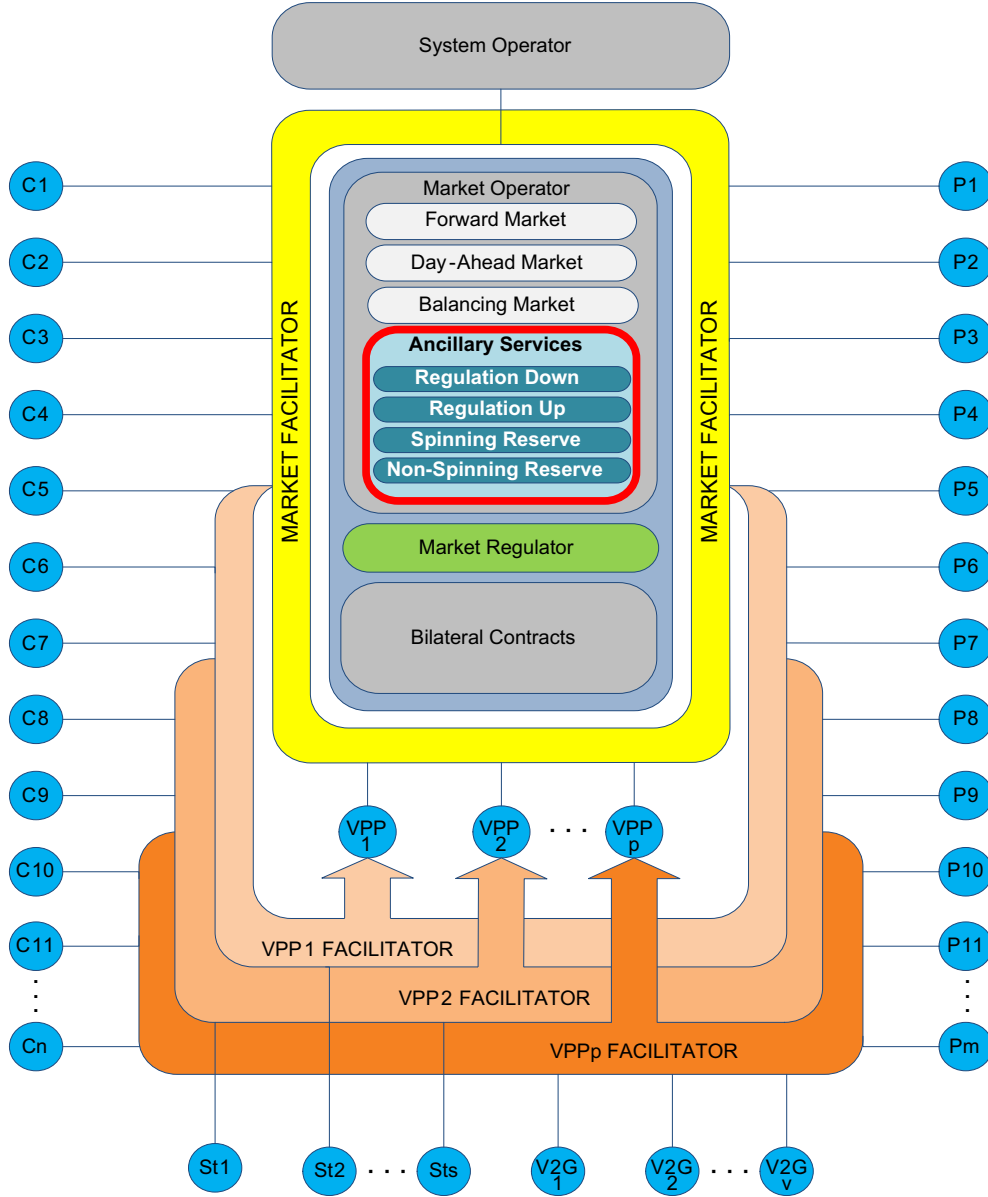 System Operator
MARKET FACILITATOR
MARKET FACILITATOR
Market Operator
Forward Market
Day-Ahead Market
Balancing Market
Ancillary Services
Regulation Down
Regulation Up
Spinning Reserve
Non-Spinning Reserve
Market Regulator
Bilateral Contracts
C1
C2
C3
C4
C5
C6
C7
C8
C9
C10
C11
⋮
Cn
P1
P2
P3
P4
P5
P6
P7
P8
P9
P10
P11
⋮
Pm
VPP
1
VPP
2
. . .
VPP
p
VPP1 FACILITATOR
VPP2 FACILITATOR
VPPp FACILITATOR
St1
St2
. . .
Sts
V2G
1
V2G
2
. . .
V2G
v